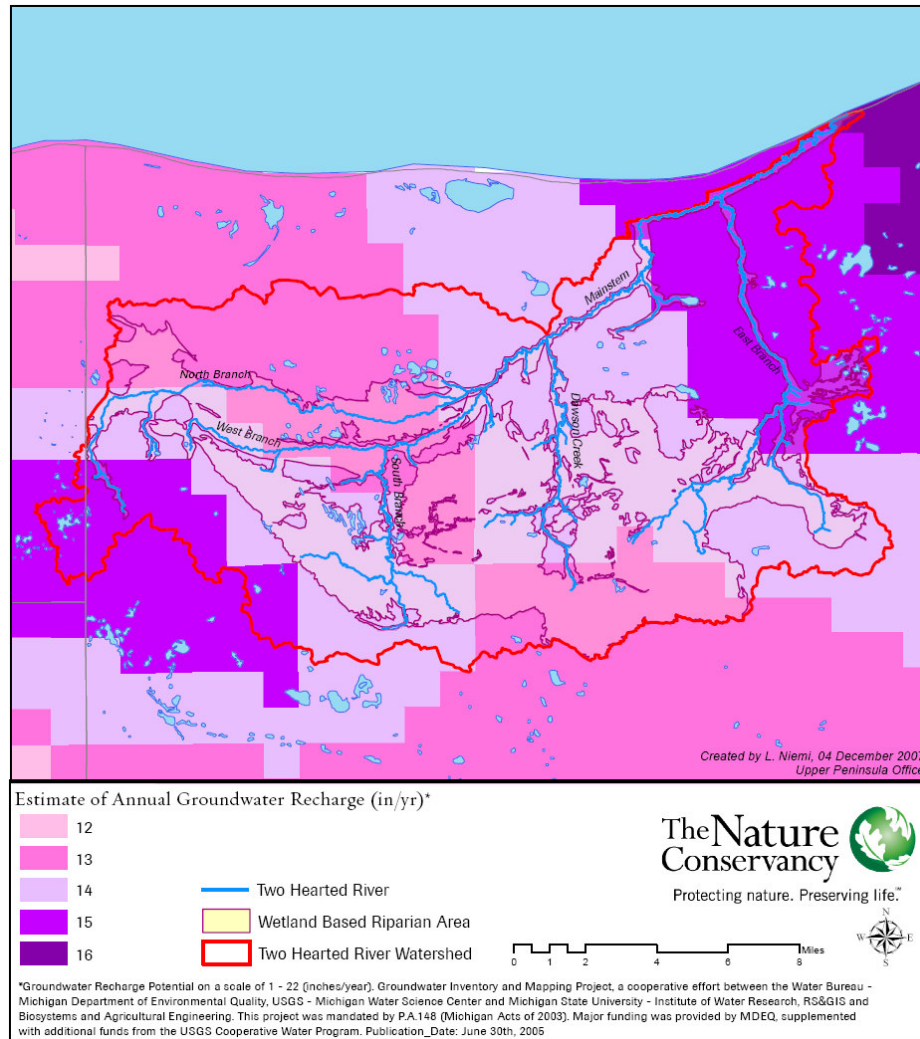 North Branch
West Branch
South Branch
Dawson Creek
Mainstem
East Branch
Created by L. Niemi, 04 December 2007
Upper Peninsula Office
Estimate of Annual Groundwater Recharge (in/yr)*
12
13
14
15
16
Two Hearted River
Wetland Based Riparian Area
Two Hearted River Watershed
The Nature
Conservancy
Protecting nature. Preserving life.™
N
W E
S
0 1 2 4 6 8 Miles
*Groundwater Recharge Potential on a scale of 1 - 22 (inches/year). Groundwater Inventory and Mapping Project, a cooperative effort between the Water Bureau -
Michigan Department of Environmental Quality, USGS - Michigan Water Science Center and Michigan State University - Institute of Water Research, RS&GIS and
Biosystems and Agricultural Engineering. This project was mandated by P.A.148 (Michigan Acts of 2003). Major funding was provided by MDEQ, supplemented
with additional funds from the USGS Cooperative Water Program. Publication_Date: June 30th, 2005